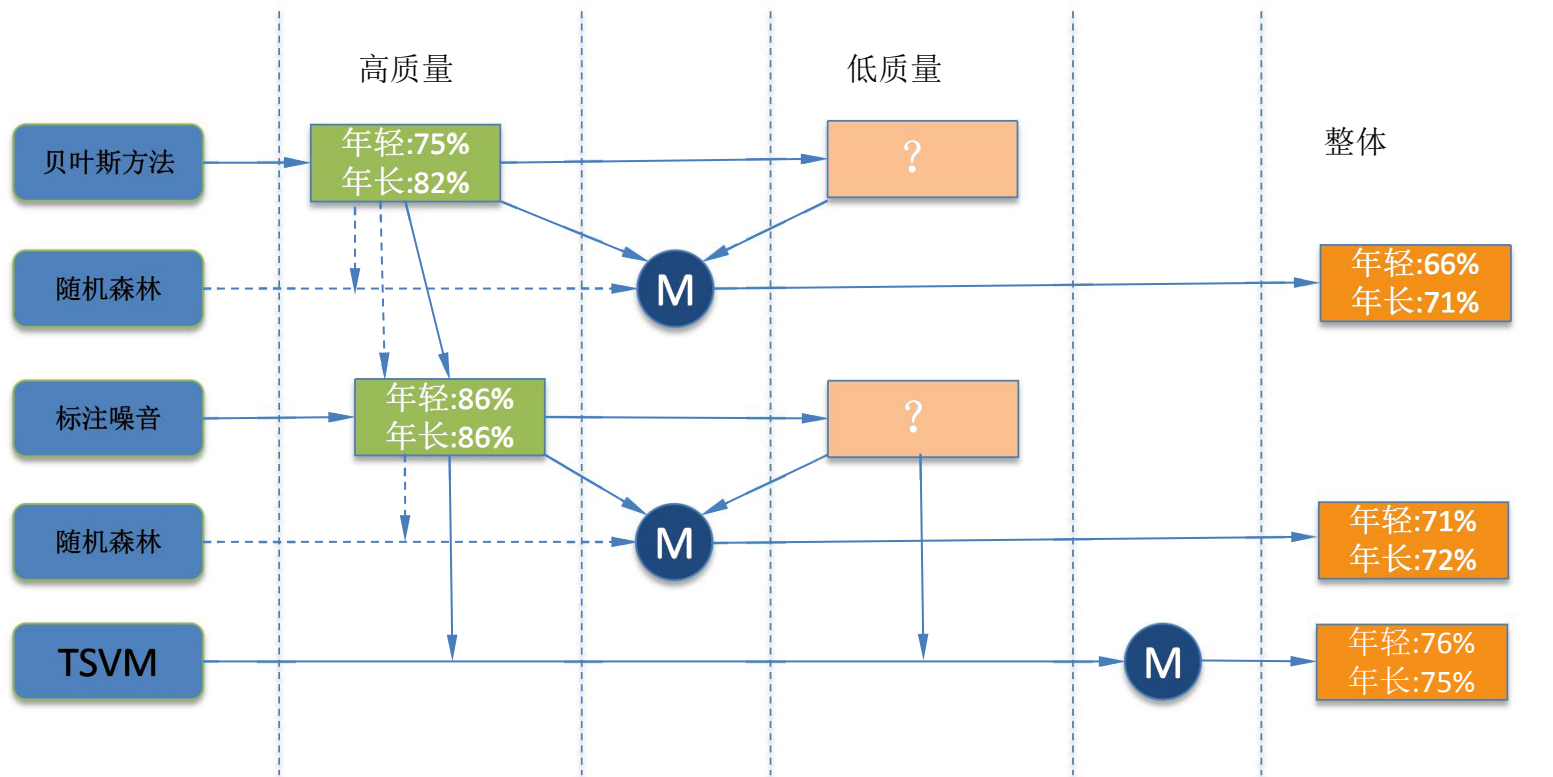 高质量
低质量
整体
贝叶斯方法
年轻:75%
年长:82%
?
随机森林
M
年轻:66%
年长:71%
标注噪音
年轻:86%
年长:86%
?
随机森林
M
年轻:71%
年长:72%
TSVM
M
年轻:76%
年长:75%